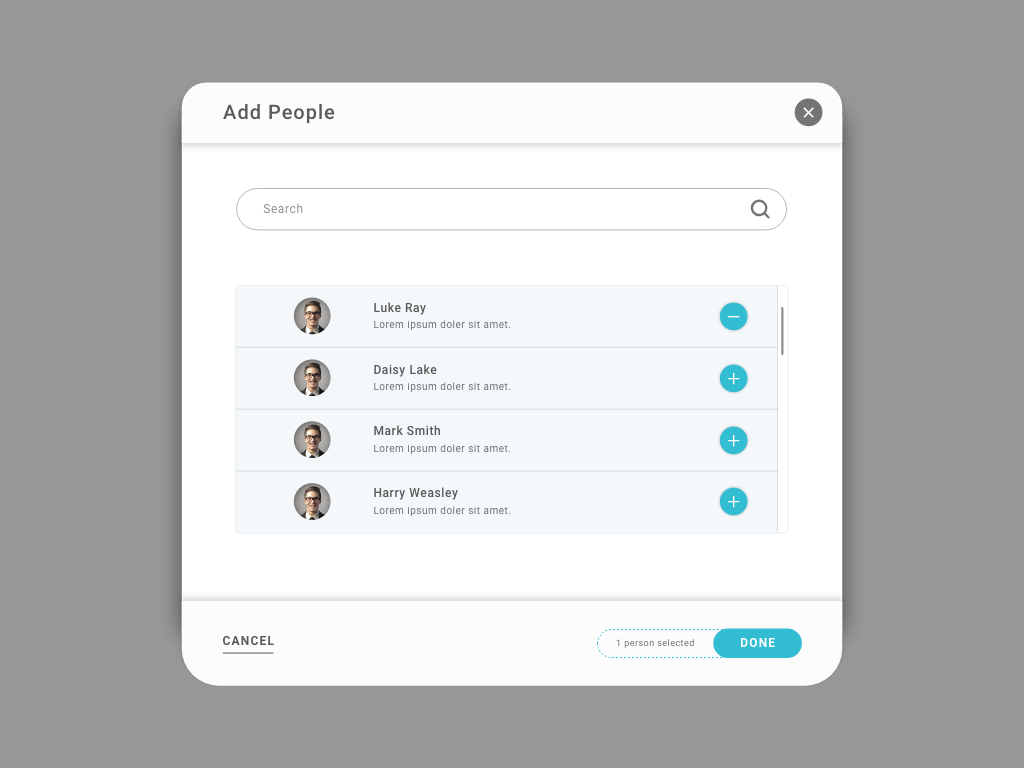 Add People
Search
Luke Ray
Lorem ipsum doler sit amet.
Daisy Lake
Lorem ipsum doler sit amet.
Mark Smith
Lorem ipsum doler sit amet.
Harry Weasley
Lorem ipsum doler sit amet.
CANCEL
1 person selected
DONE